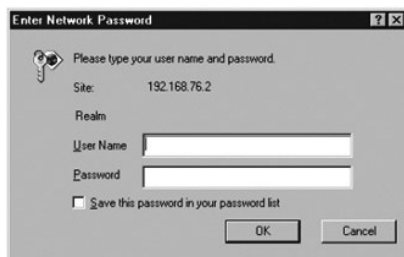 Enter Network Password
Please type your user name and password.
Site: 192.168.76.2
Realm
User Name
Password
Save this password in your password list
OK Cancel